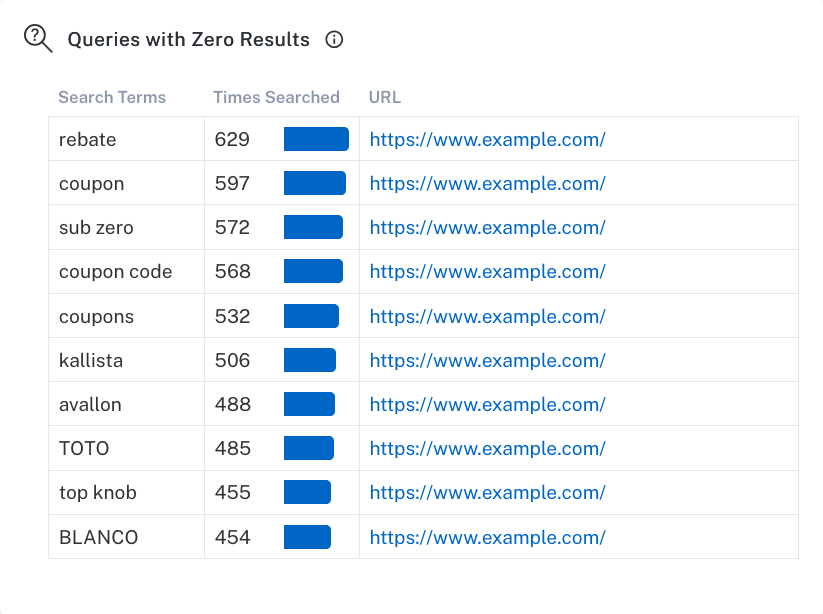 Queries with Zero Results
Search Terms Times Searched URL
rebate 629 https://www.example.com/
coupon 597 https://www.example.com/
sub zero 572 https://www.example.com/
coupon code 568 https://www.example.com/
coupons 532 https://www.example.com/
kallista 506 https://www.example.com/
avallon 488 https://www.example.com/
TOTO 485 https://www.example.com/
top knob 455 https://www.example.com/
BLANCO 454 https://www.example.com/